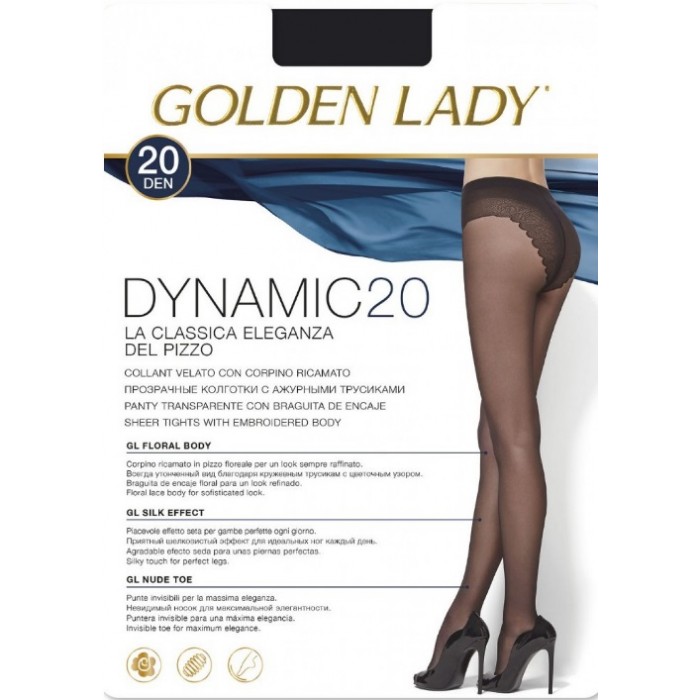 GOLDEN LADY
20
DEN
DYNAMIC20
LA CLASSICA ELEGANZA
DEL PIZZO
COLLANT VELATO CON CORPINO RICAMATO
ПРОЗРАЧНЫЕ КОЛГОТКИ С АЖУРНЫМИ ТРУСИКАМИ
PANTY TRANSPARENTE CON BRAGUITA DE ENCAJE
SHEER TIGHTS WITH EMBROIDERED BODY
GL FLORAL BODY
Corpino ricamato in pizzo floreale per un look sempre raffinato.
Всегда утонченный вид благодаря кружевным трусикам с цветочным узором.
Braguita de encaje floral para un look refinado.
Floral lace body for sofisticated look.
GL SILK EFFECT
Piacevole effetto seta per gambe perfette ogni giorno.
Приятный шелковистый эффект для идеальных ног каждый день.
Agradable efecto seda para unas piernas perfectas.
Silky touch for perfect legs.
GL NUDE TOE
Punte invisibili per la massima eleganza.
Невидимый носок для максимальной элегантности.
Puntera invisible para una máxima elegancia.
Invisible toe for maximum elegance.